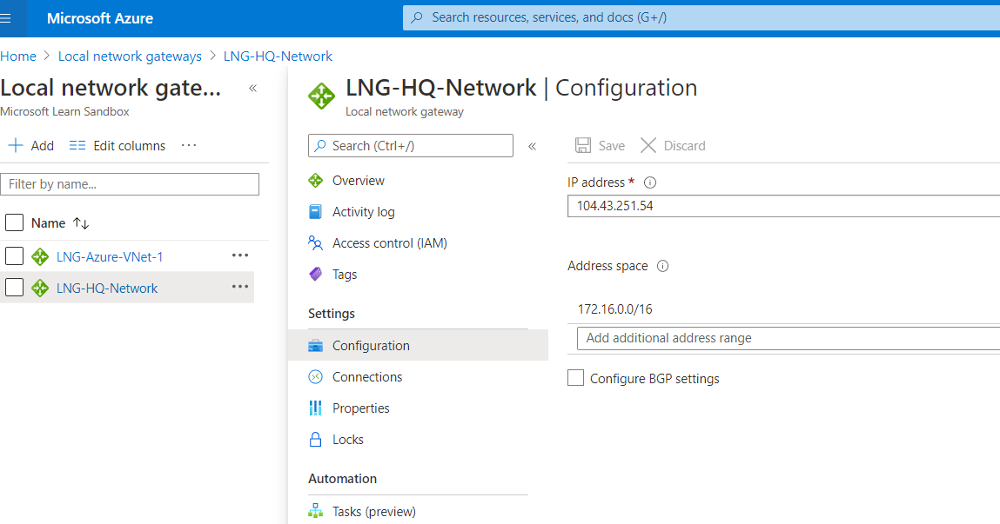 Microsoft Azure
Search resources, services, and docs (G+/)
Home > Local network gateways > LNG-HQ-Network
Local network gate... «
Microsoft Learn Sandbox
+ Add Edit columns ...
Filter by name...
Name ↑↓
LNG-Azure-VNet-1 ...
LNG-HQ-Network ...
LNG-HQ-Network | Configuration
Local network gateway
Search (Ctrl+/) «
Overview
Activity log
Access control (IAM)
Tags
Settings
Configuration
Connections
Properties
Locks
Automation
Tasks (preview)
Save Discard
IP address *
104.43.251.54
Address space
172.16.0.0/16
Add additional address range
Configure BGP settings